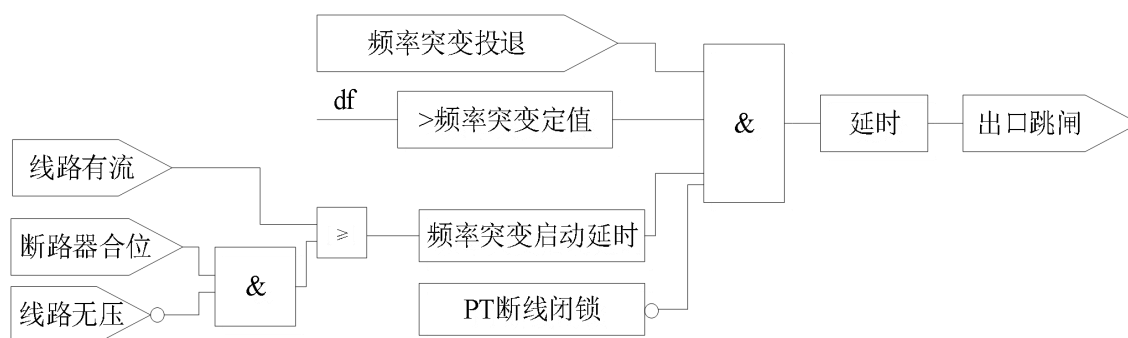 频率突变投退
df
>频率突变定值
&
延时
出口跳闸
线路有流
≥
频率突变启动延时
断路器合位
&
线路无压
PT断线闭锁